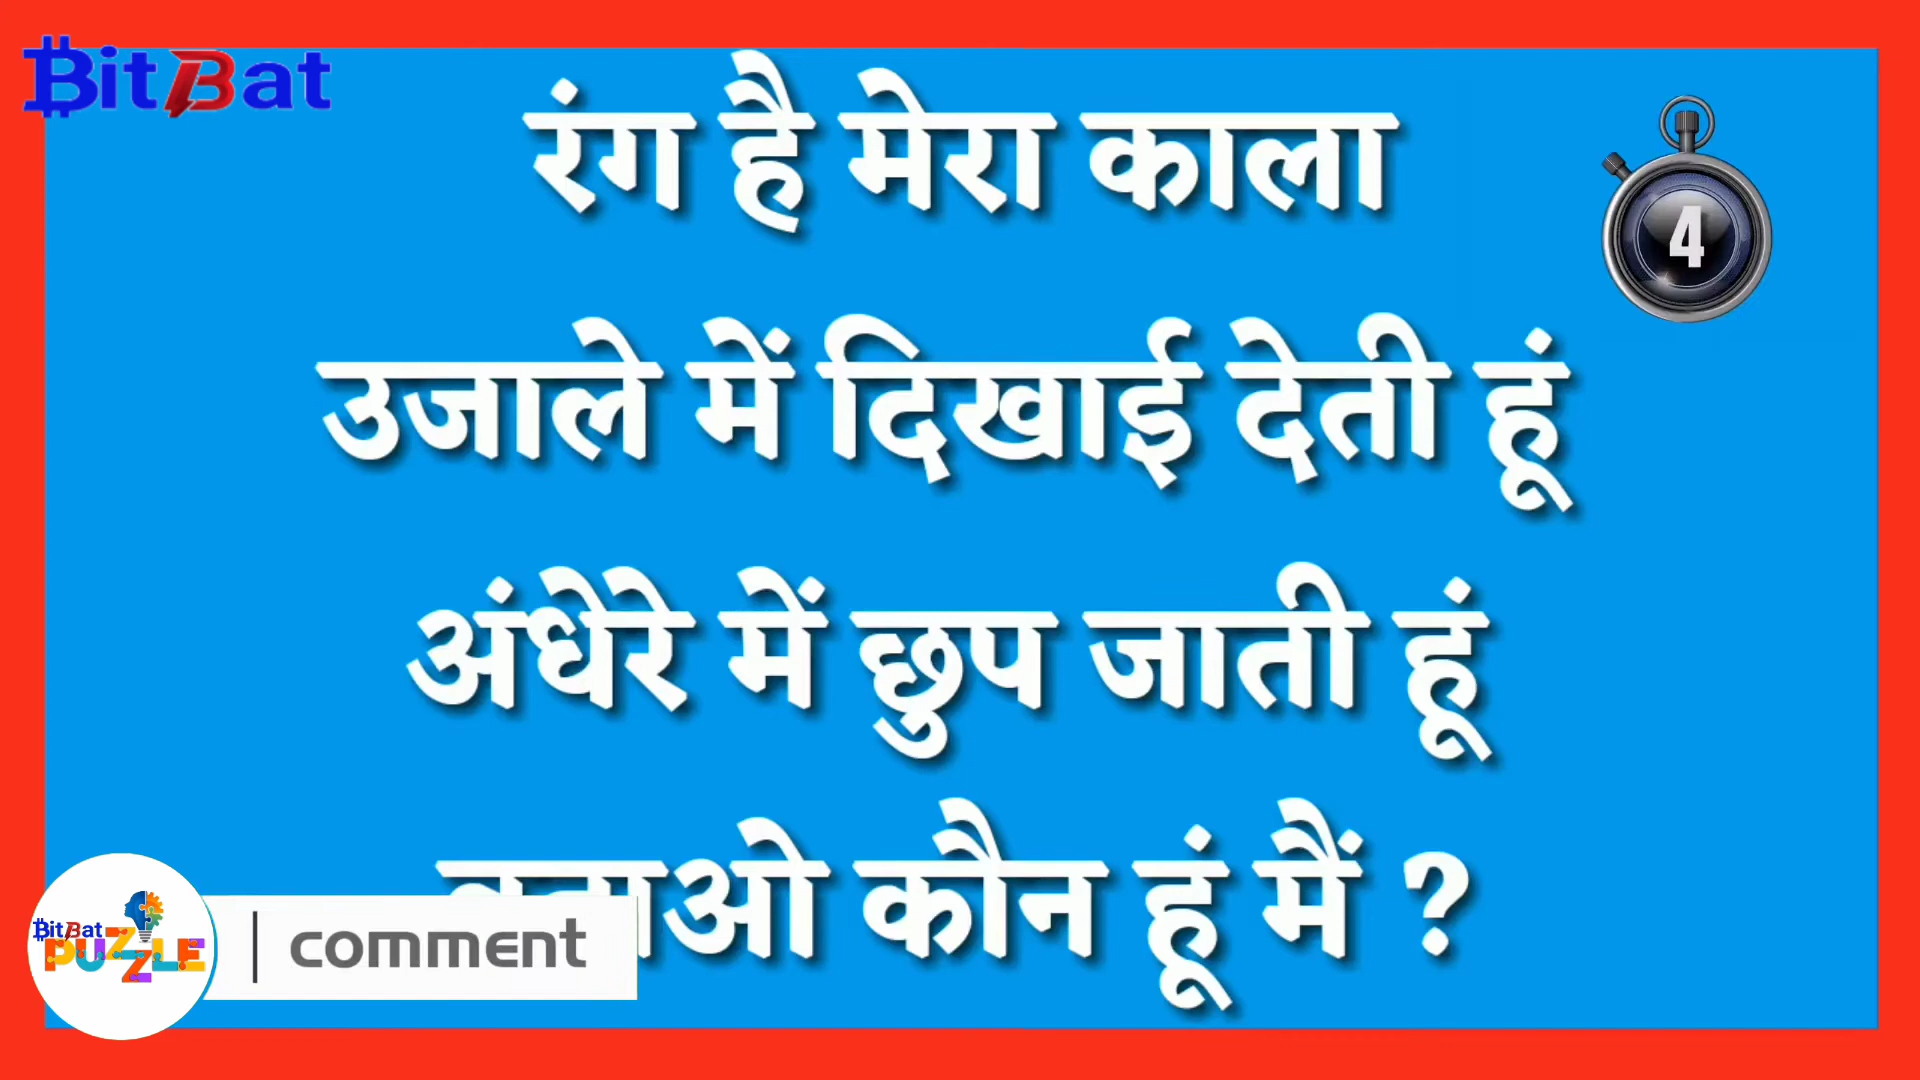 BitBat
रंग है मेरा काला
4
उजाले में दिखाई देती हूं
अंधेरे में छुप जाती हूं
कौन हूं मैं ?
BitBat
PUZZLE
comment